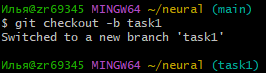 Илья@zr69345 MINGW64 ~/neural (main)
$ git checkout -b task1
Switched to a new branch 'task1'
Илья@zr69345 MINGW64 ~/neural (task1)